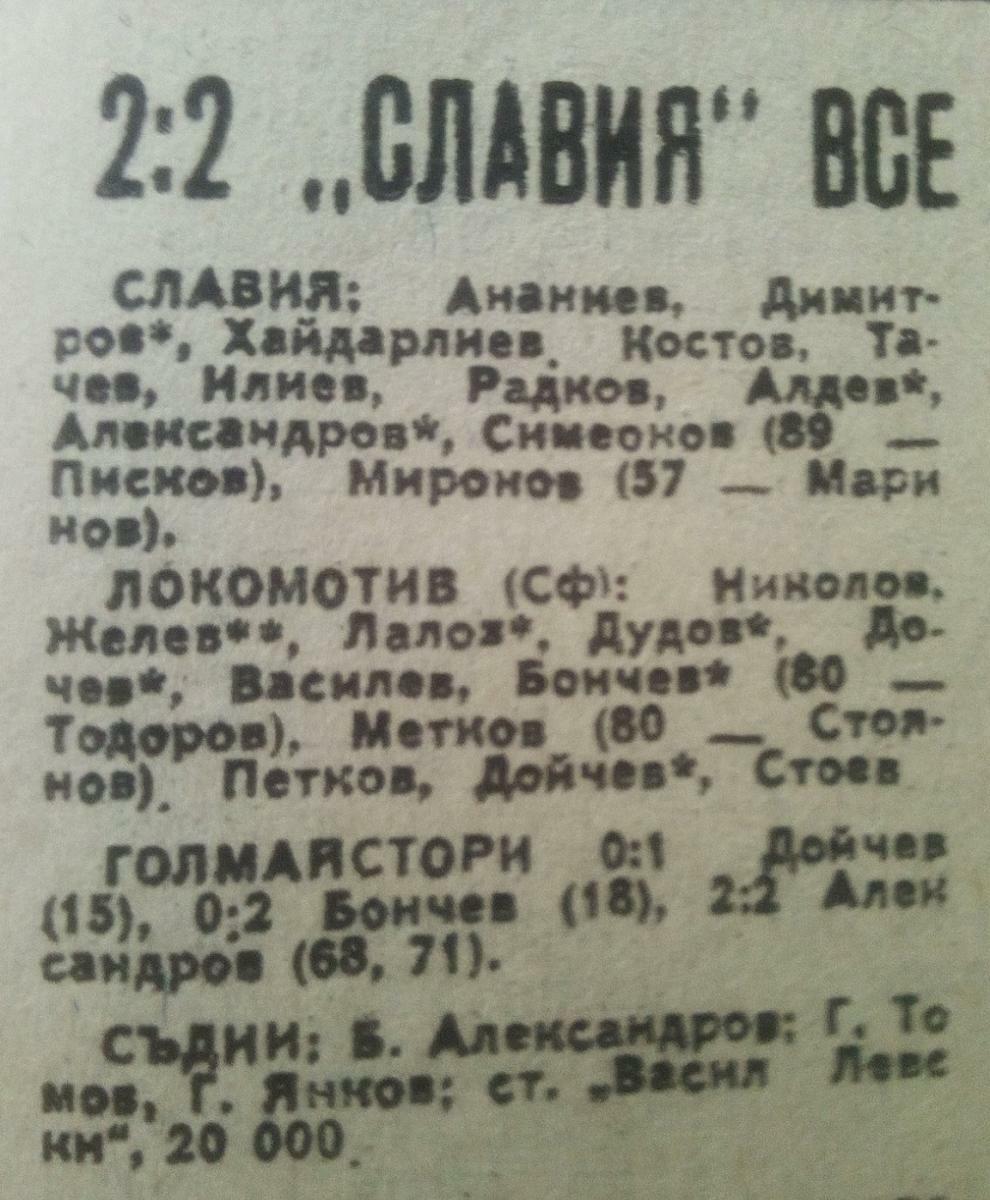 2:2 „СЛАВИЯ“ ВСЕ
СЛАВИЯ: Ананиев, Димит-
ров*, Хайдарлиев, Костов, Та-
чев, Илиев, Радков, Алдев*,
Александров*, Симеонов (89 —
Писков), Миронов (57 — Мари
нов).
ЛОКОМОТИВ (Сф): Николов,
Желев**, Лалов*, Дудов*, До-
чев*, Василев, Бончев* (80 —
Тодоров), Метков (80 — Стоя-
нов), Петков, Дойчев*, Стоев
ГОЛМАЙСТОРИ 0:1 Дойчев
(15), 0:2 Бончев (18), 2:2 Алек
сандров (68, 71).
СЪДИИ: Б. Александров; Г. То
мов, Г. Янков; ст. „Васил Левс
ки“, 20 000.